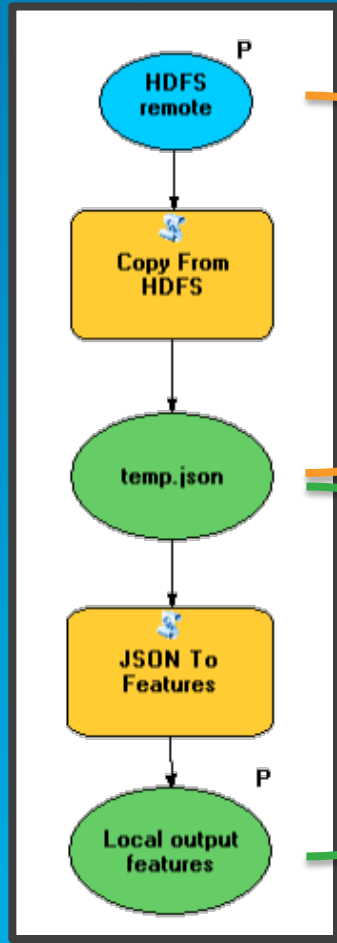 P
HDFS
remote
Copy From
HDFS
temp.json
JSON To
Features
P
Local output
features